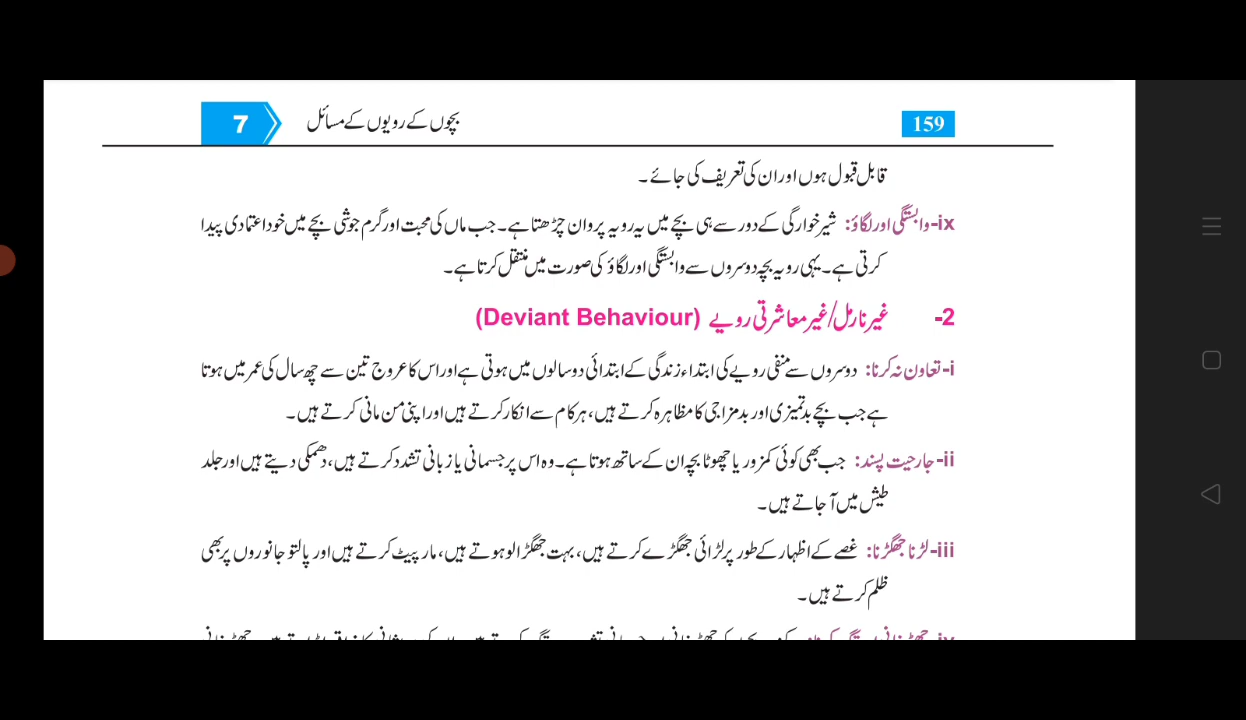 159 بچوں کے رویوں کے مسائل 7
قابل قبول ہوں اور ان کی تعریف کی جائے۔
ix- وابستگی اور لگاؤ: شیر خوارگی کے دور سے ہی بچے میں یہ رویہ پروان چڑھتا ہے۔ جب ماں کی محبت اور گرم جوشی بچے میں خود اعتمادی پیدا
کرتی ہے۔ یہی رویہ بچہ دوسروں سے وابستگی اور لگاؤ کی صورت میں منتقل کرتا ہے۔
2- غیر نارمل/غیر معاشرتی رویے (Deviant Behaviour)
i- تعاون نہ کرنا: دوسروں سے منفی رویے کی ابتداء زندگی کے ابتدائی دو سالوں میں ہوتی ہے اور اس کا عروج تین سے چھ سال کی عمر میں ہوتا
ہے جب بچے بدتمیزی اور بدمزاجی کا مظاہرہ کرتے ہیں، ہر کام سے انکار کرتے ہیں اور اپنی من مانی کرتے ہیں۔
ii- جارحیت پسند: جب بھی کوئی کمزور یا چھوٹا بچہ ان کے ساتھ ہوتا ہے۔ وہ اس پر جسمانی یا زبانی تشدد کرتے ہیں، دھمکی دیتے ہیں اور جلد
طیش میں آ جاتے ہیں۔
iii- لڑنا جھگڑنا: غصے کے اظہار کے طور پر لڑائی جھگڑے کرتے ہیں، بہت جھگڑالو ہوتے ہیں، مار پیٹ کرتے ہیں اور پالتو جانوروں پر بھی
ظلم کرتے ہیں۔